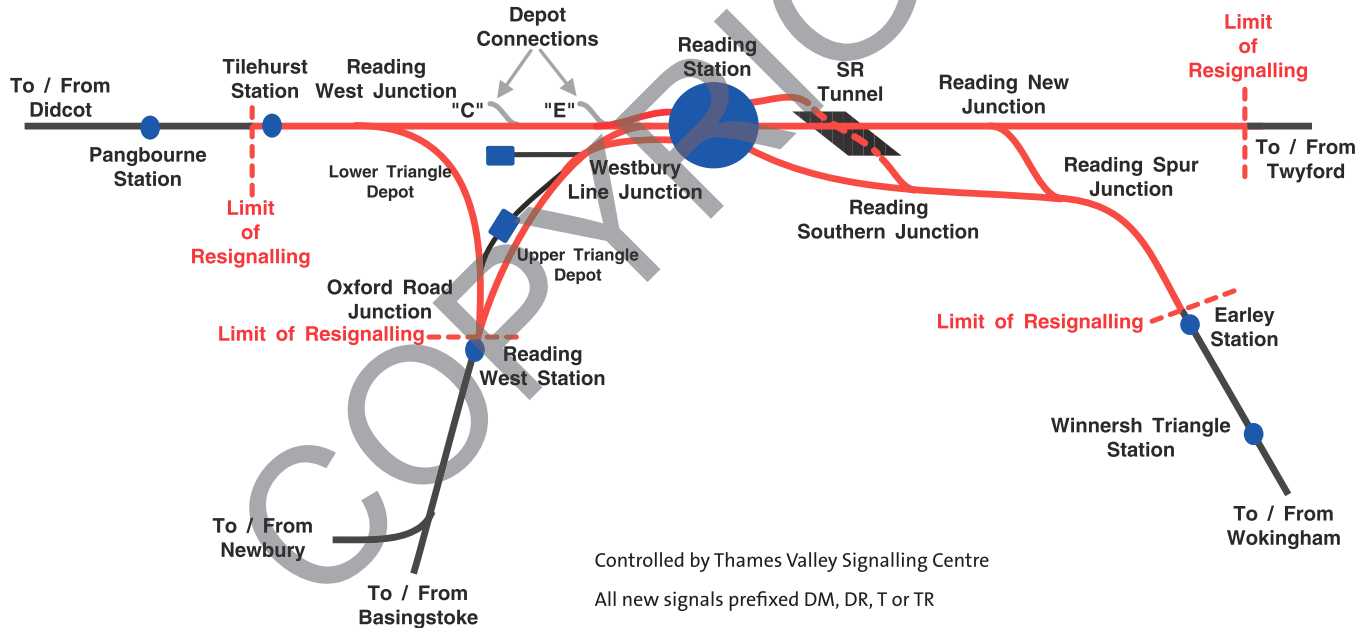 Depot
Connections
"C"
"E"
Reading
Station
SR
Tunnel
Reading New
Junction
Limit
of
Resignalling
To / From
Didcot
Tilehurst
Station
Reading
West Junction
Pangbourne
Station
Limit
of
Resignalling
Lower Triangle
Depot
Westbury
Line Junction
Reading Spur
Junction
To / From
Twyford
Reading
Southern Junction
Upper Triangle
Depot
Oxford Road
Junction
Limit of Resignalling
Reading
West Station
Limit of Resignalling
Earley
Station
Winnersh Triangle
Station
To / From
Wokingham
To / From
Newbury
To / From
Basingstoke
Controlled by Thames Valley Signalling Centre
All new signals prefixed DM, DR, T or TR